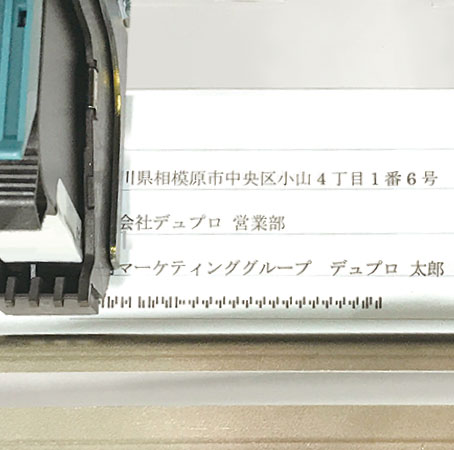 川県相模原市中央区小山4丁目1番6号
会社デュプロ 営業部
マーケティンググループ デュプロ 太郎